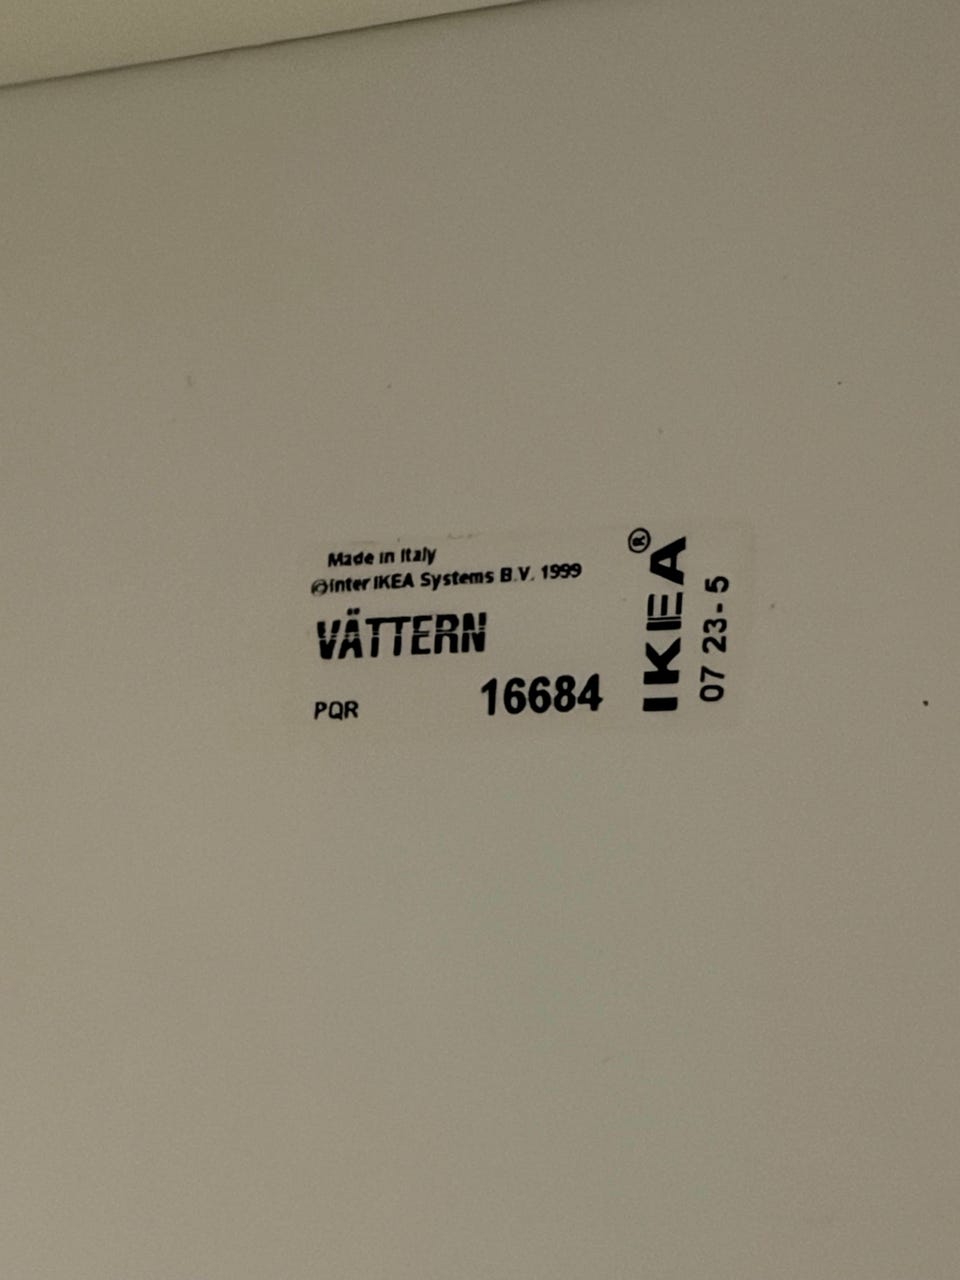 Made in Italy
©Inter IKEA Systems B.V. 1999
VÄTTERN
PQR 16684
IKEA®
07 23-5